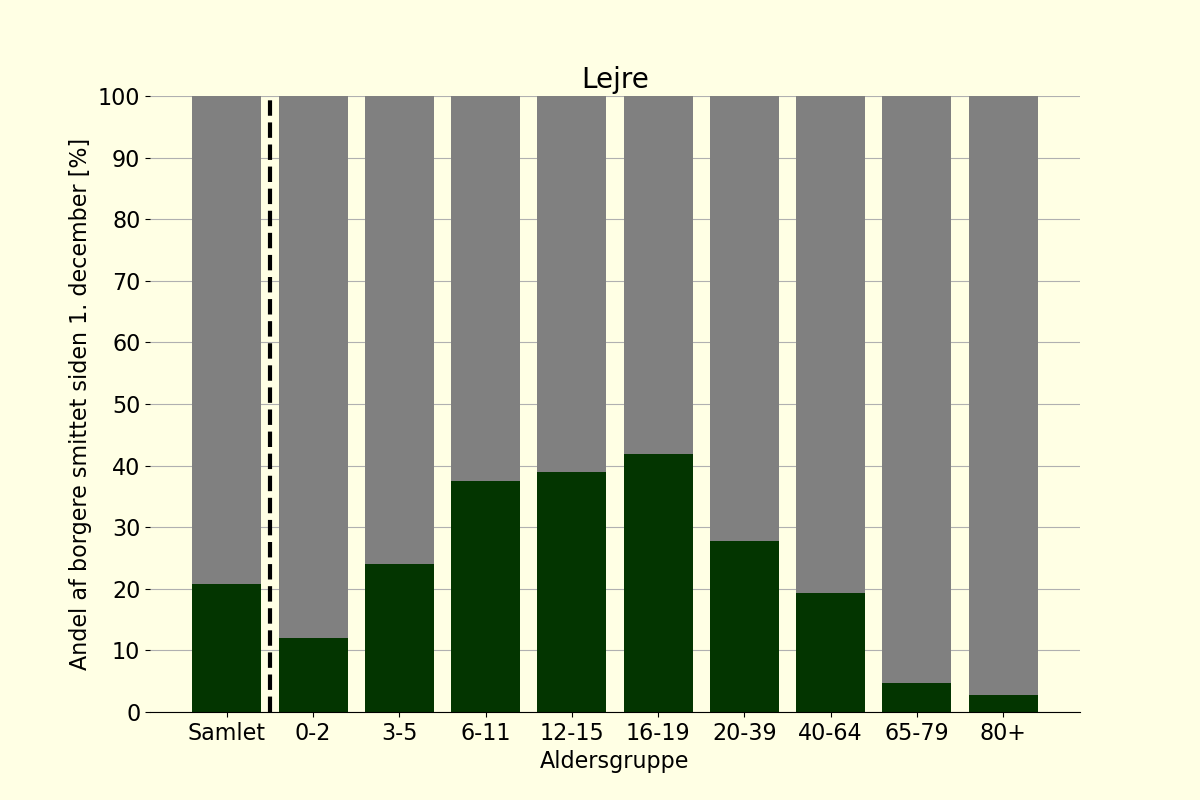 Lejre
Andel af borgere smittet siden 1. december [%]
100
90
80
70
60
50
40
30
20
10
0
Samlet 0-2 3-5 6-11 12-15 16-19 20-39 40-64 65-79 80+
Aldersgruppe